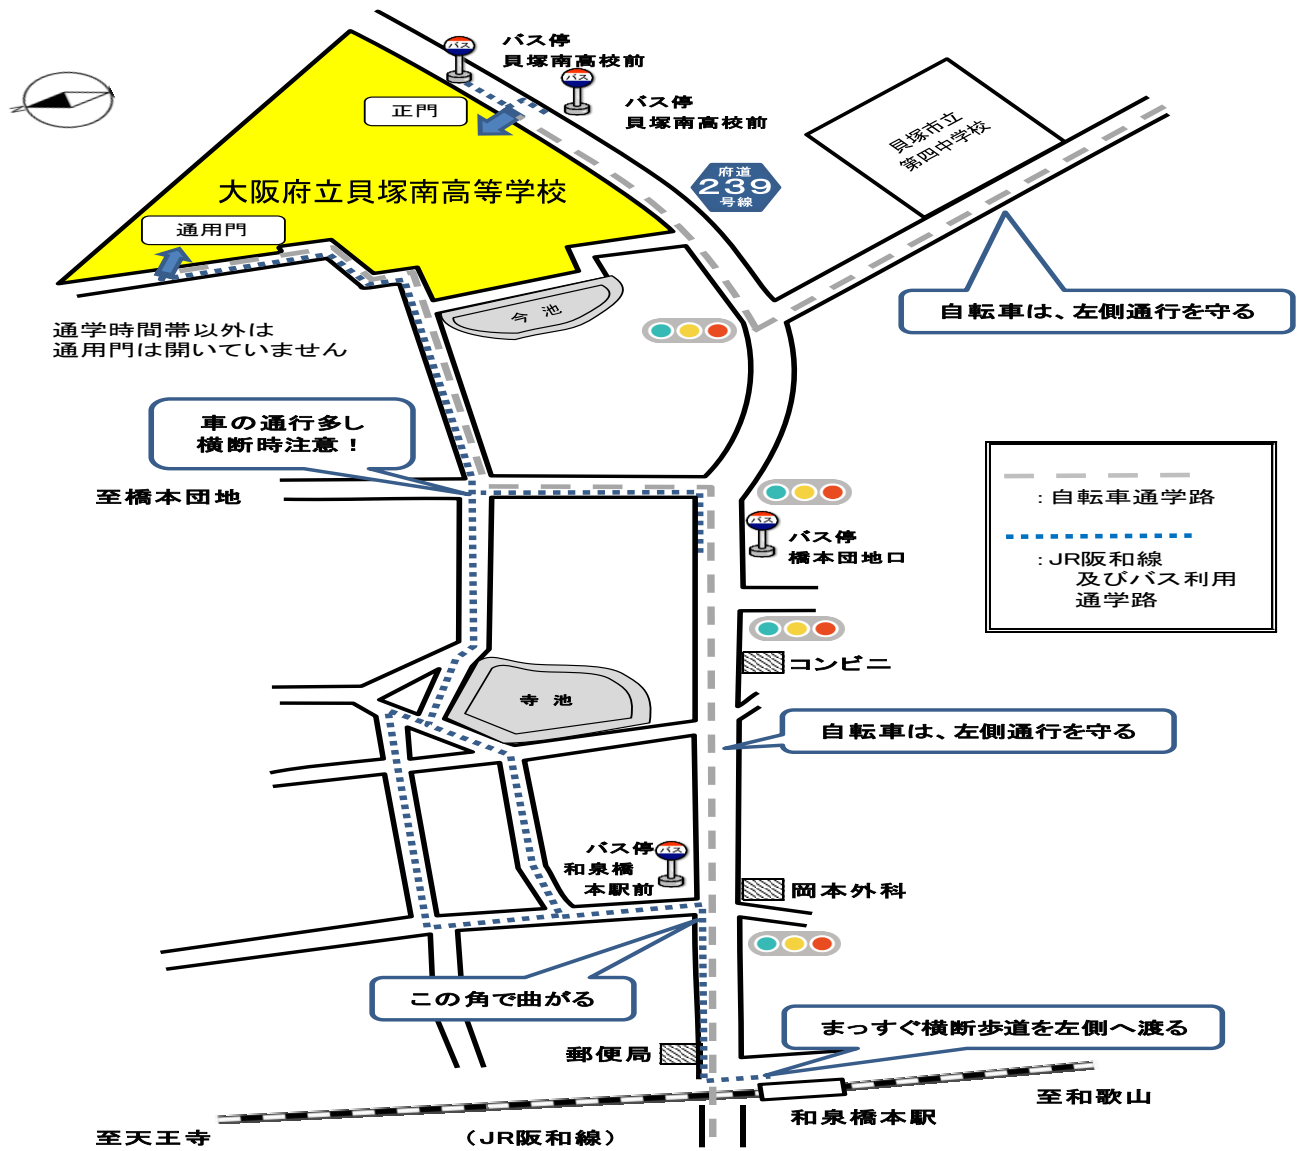 バス
バス停
貝塚南高校前
バス
バス停
貝塚南高校前
正門
貝塚市立
第四中学校
府道
239
号線
大阪府立貝塚南高等学校
通用門
今池
自転車は、左側通行を守る
通学時間帯以外は
通用門は開いていません
車の通行多し
横断時注意！
至橋本団地
：自転車通学路
バス
バス停
橋本団地口
：JR阪和線
及びバス利用
通学路
コンビニ
寺池
自転車は、左側通行を守る
バス停
和泉橋
本駅前
バス
岡本外科
この角で曲がる
まっすぐ横断歩道を左側へ渡る
郵便局
至和歌山
和泉橋本駅
至天王寺
（JR阪和線）